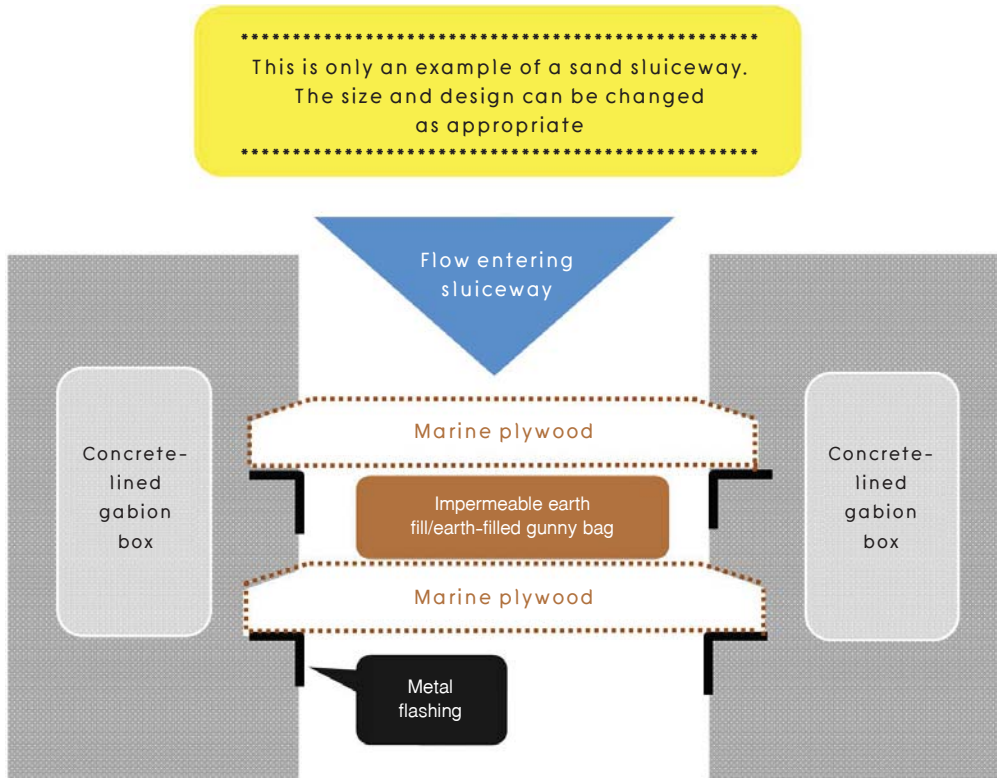 **************************************************
This is only an example of a sand sluiceway.
The size and design can be changed
as appropriate
**************************************************
Flow entering
sluiceway
Concrete-
lined
gabion
box
Marine plywood
Impermeable earth
fill/earth-filled gunny bag
Marine plywood
Metal
flashing
Concrete-
lined
gabion
box